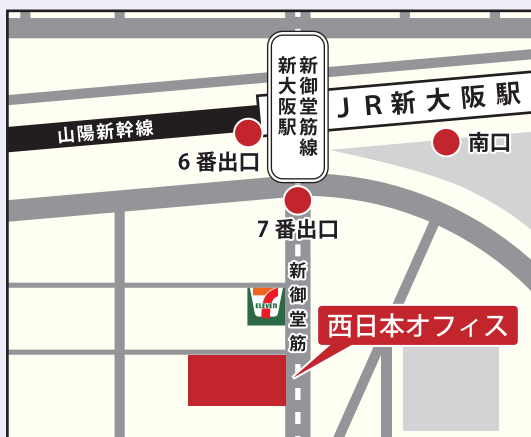 新御堂筋線
新大阪駅
JR新大阪駅
山陽新幹線
6番出口
南口
7番出口
新御堂筋
ELEVEN
西日本オフィス